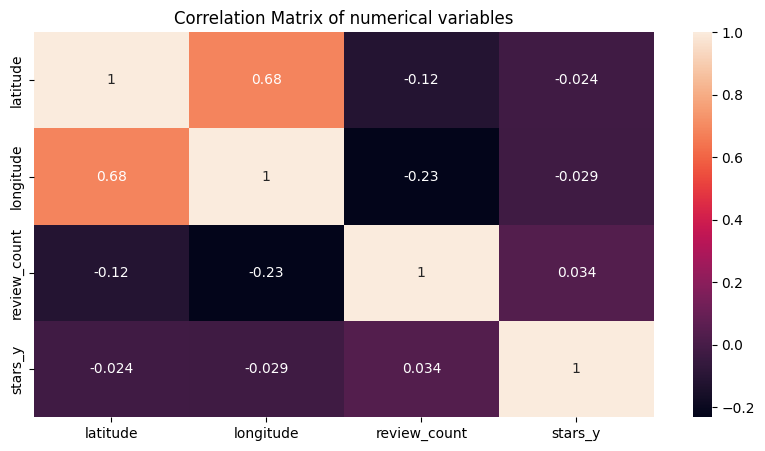 Correlation Matrix of numerical variables
latitude
1
0.68
-0.12
-0.024
longitude
0.68
1
-0.23
-0.029
review_count
-0.12
-0.23
1
0.034
stars_y
-0.024
-0.029
0.034
1
latitude
longitude
review_count
stars_y
1.0
0.8
0.6
0.4
0.2
0.0
−0.2